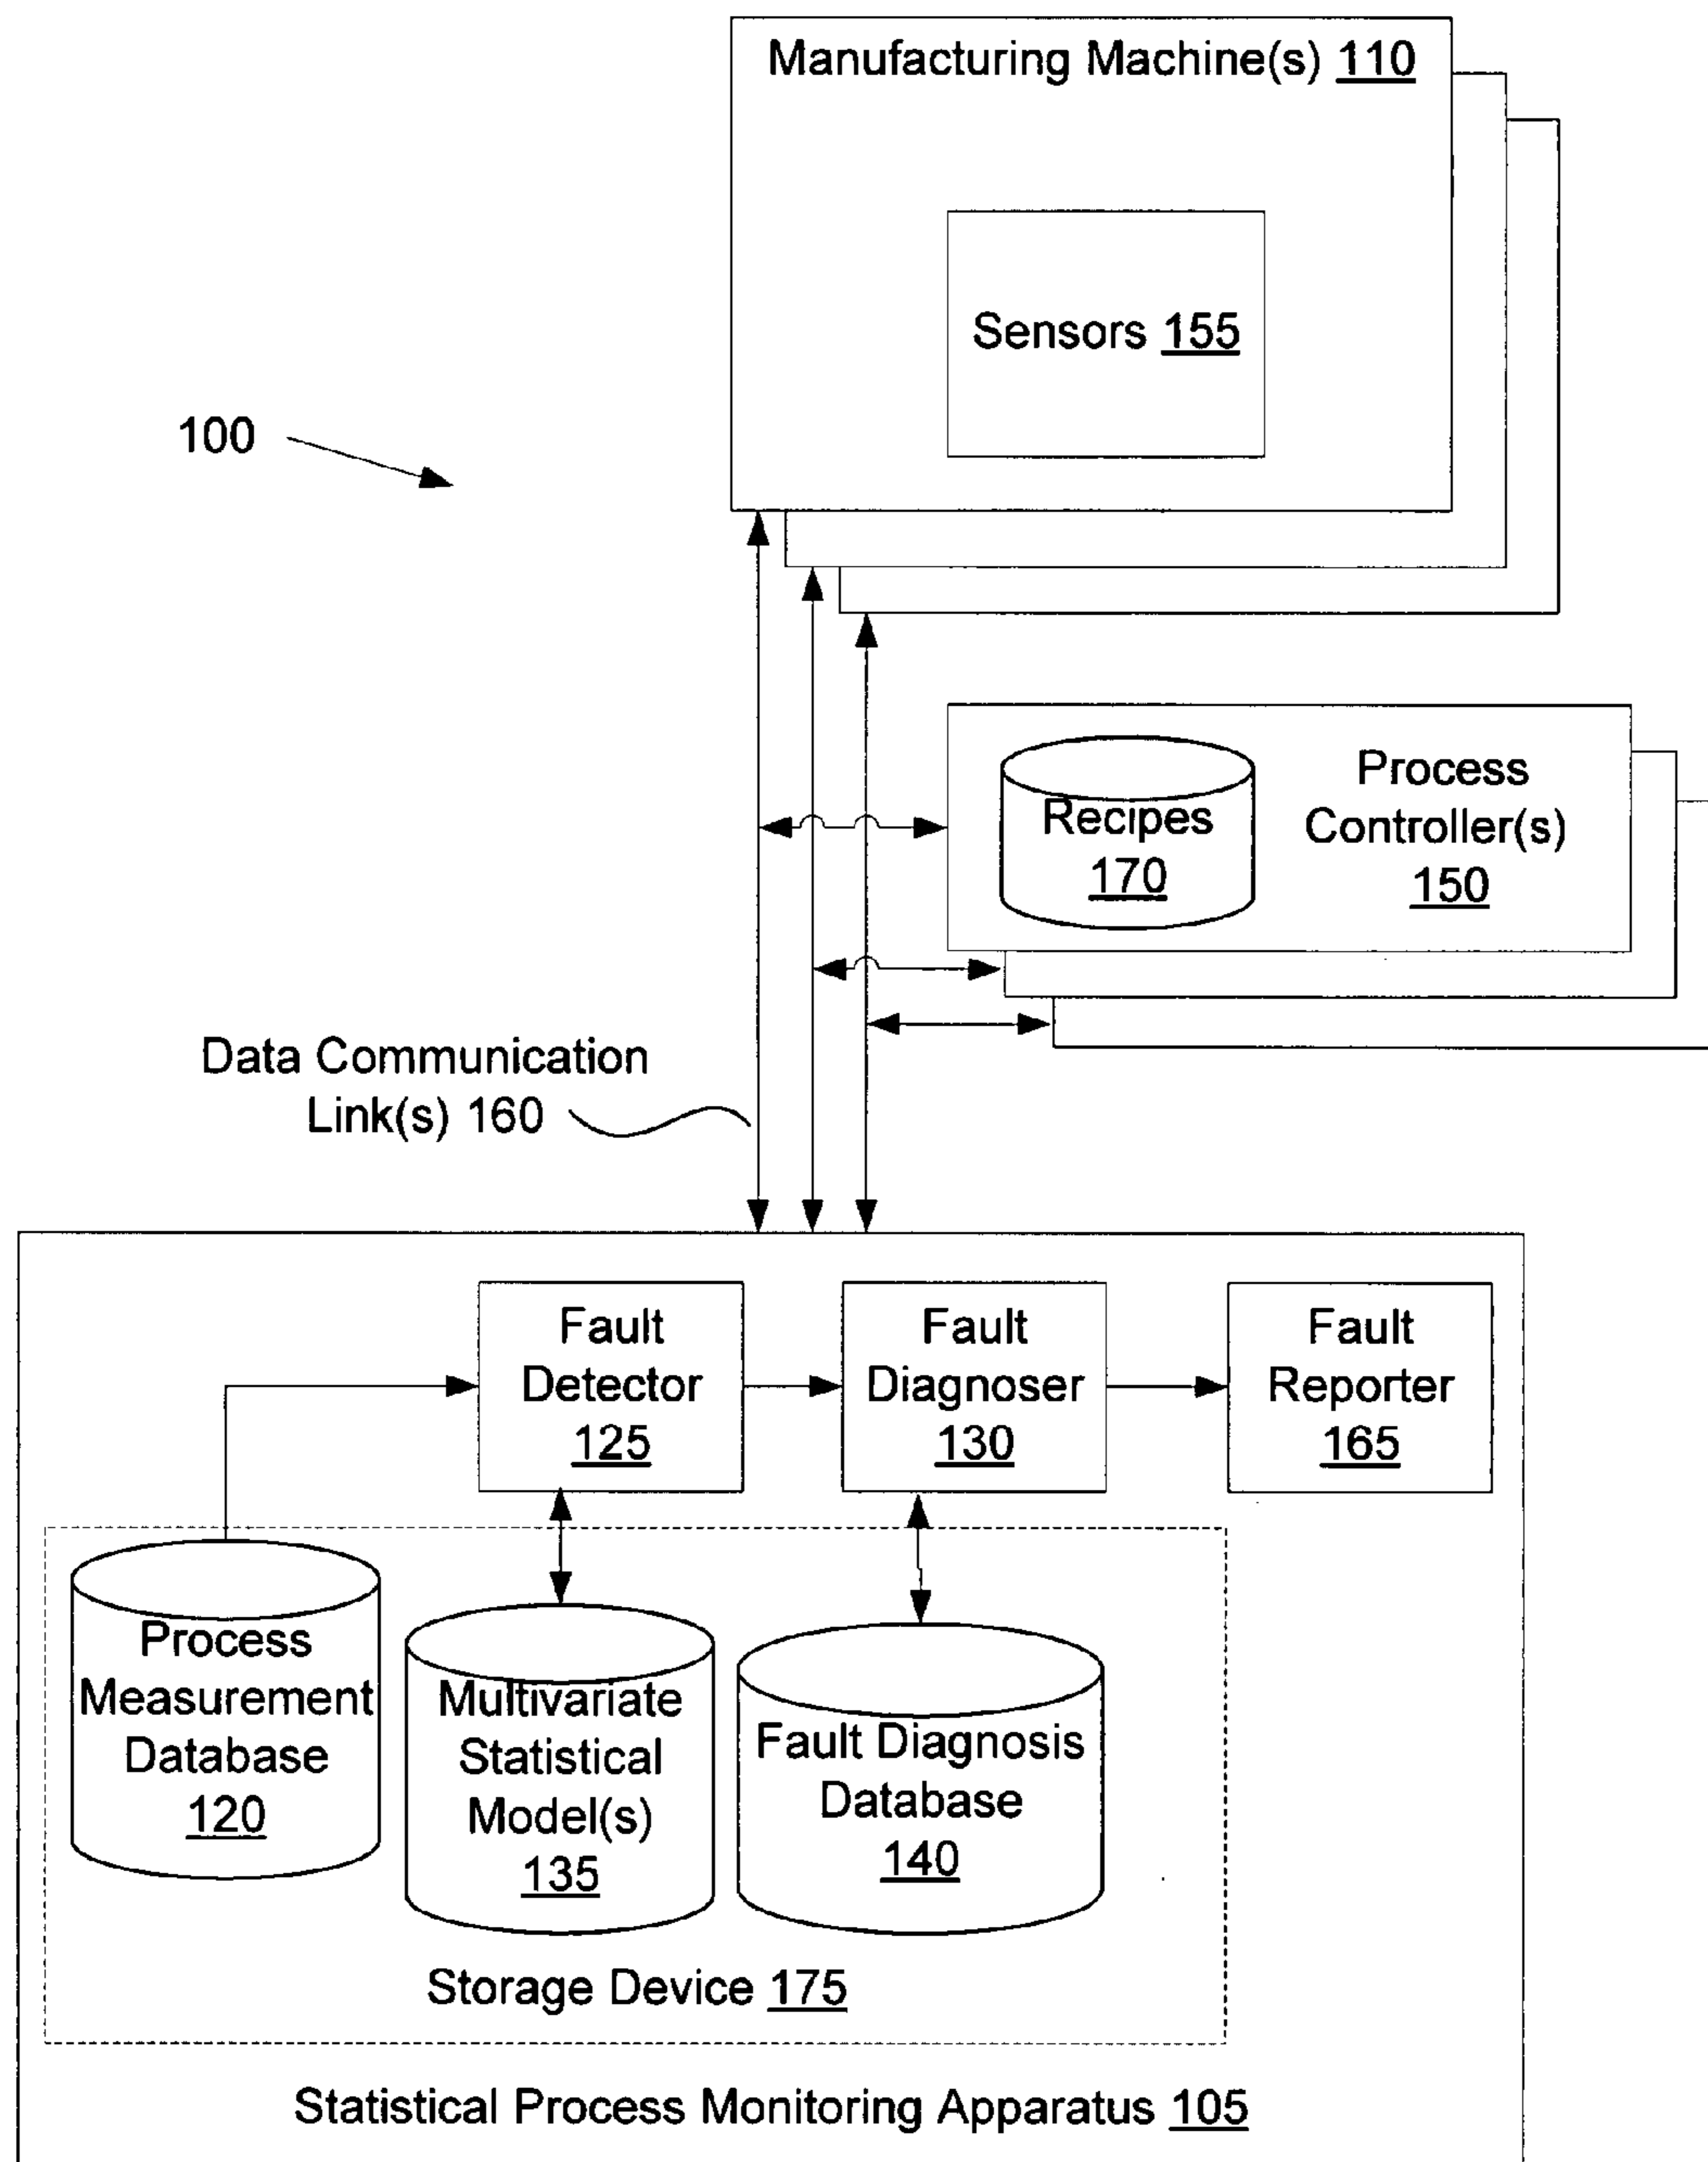 Manufacturing Machine(s) 110
Sensors 155
100
Recipes
170
Process
Controller(s)
150
Data Communication
Link(s) 160
Fault
Detector
125
Fault
Diagnoser
130
Fault
Reporter
165
Process
Measurement
Database
120
Multivariate
Statistical
Model(s)
135
Fault Diagnosis
Database
140
Storage Device 175
Statistical Process Monitoring Apparatus 105